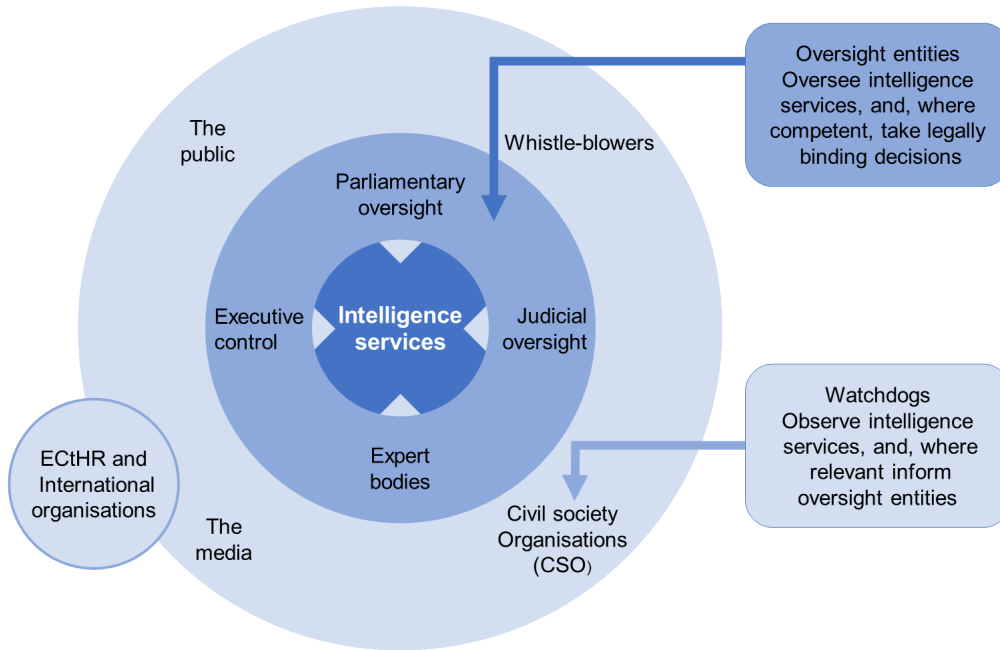 Oversight entities
Oversee intelligence
services, and, where
competent, take legally
binding decisions
The
public
Whistle-blowers
Parliamentary
oversight
Executive
control
Intelligence
services
Judicial
oversight
Expert
bodies
ECtHR and
International
organisations
The
media
Civil society
Organisations
(CSO)
Watchdogs
Observe intelligence
services, and, where
relevant inform
oversight entities